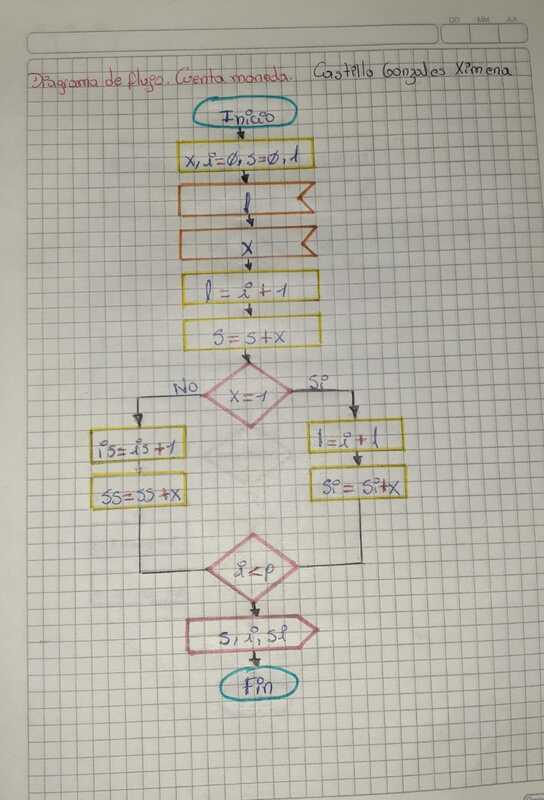 DD MM AA
Diagrama de flujo. Cuenta moneda. Castillo Gonzales Ximena
Inicio
x, i=0, s=0, l
l
x
l = i + 1
s = s + x
x = 1
No
Si
is = is + 1
l = i + l
ss = ss + x
si = si + x
i < p
s, i, si
Fin